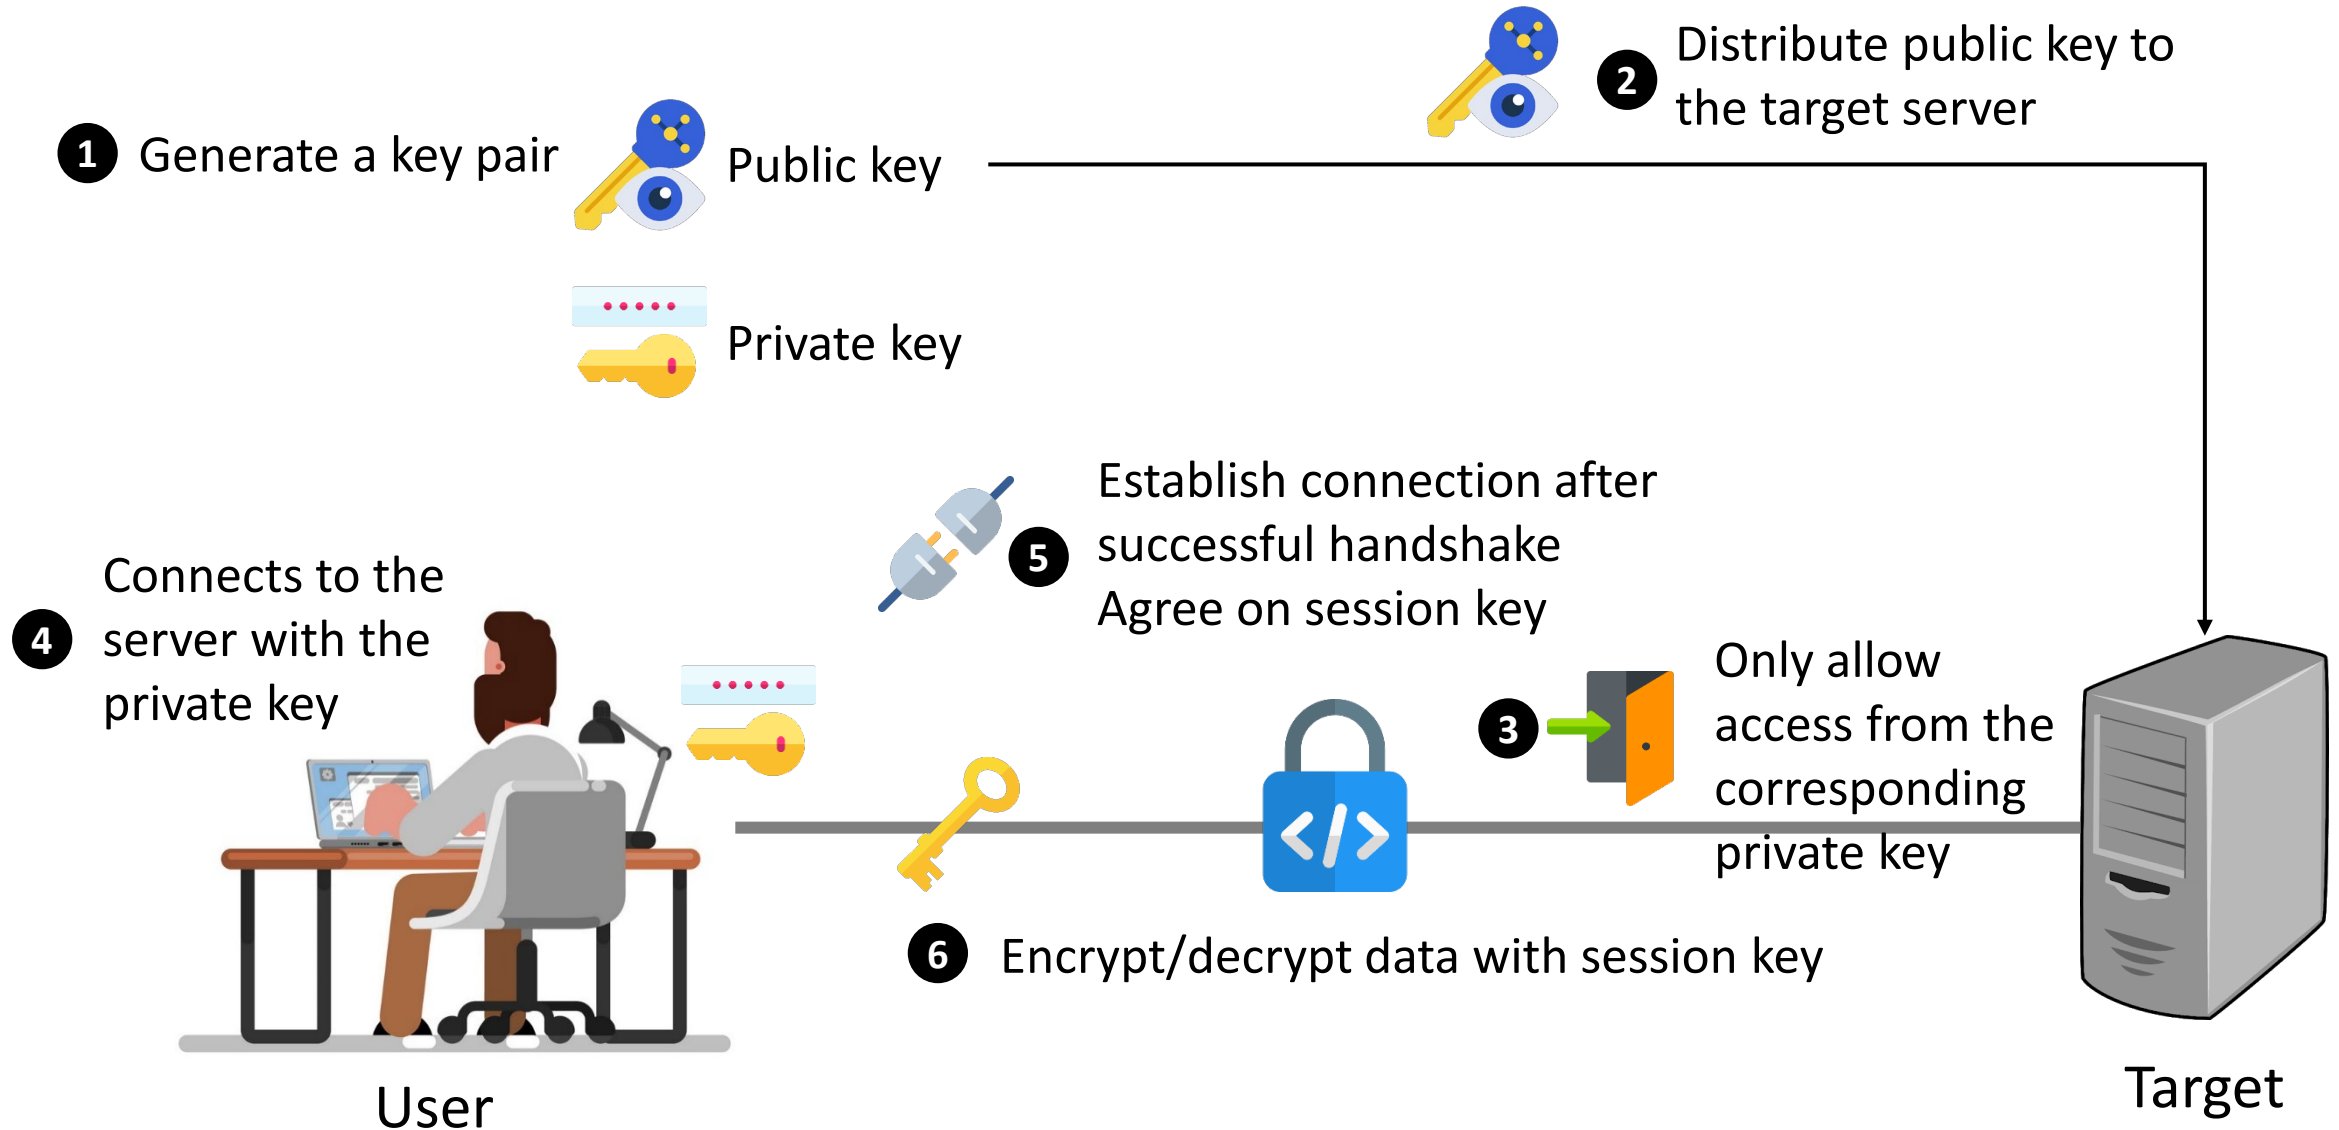 1 Generate a key pair
Public key
2 Distribute public key to
the target server
Private key
Only allow
3 access from the
corresponding
private key
Connects to the
4 server with the
private key
Establish connection after
5 successful handshake
Agree on session key
</>
6 Encrypt/decrypt data with session key
User
Target